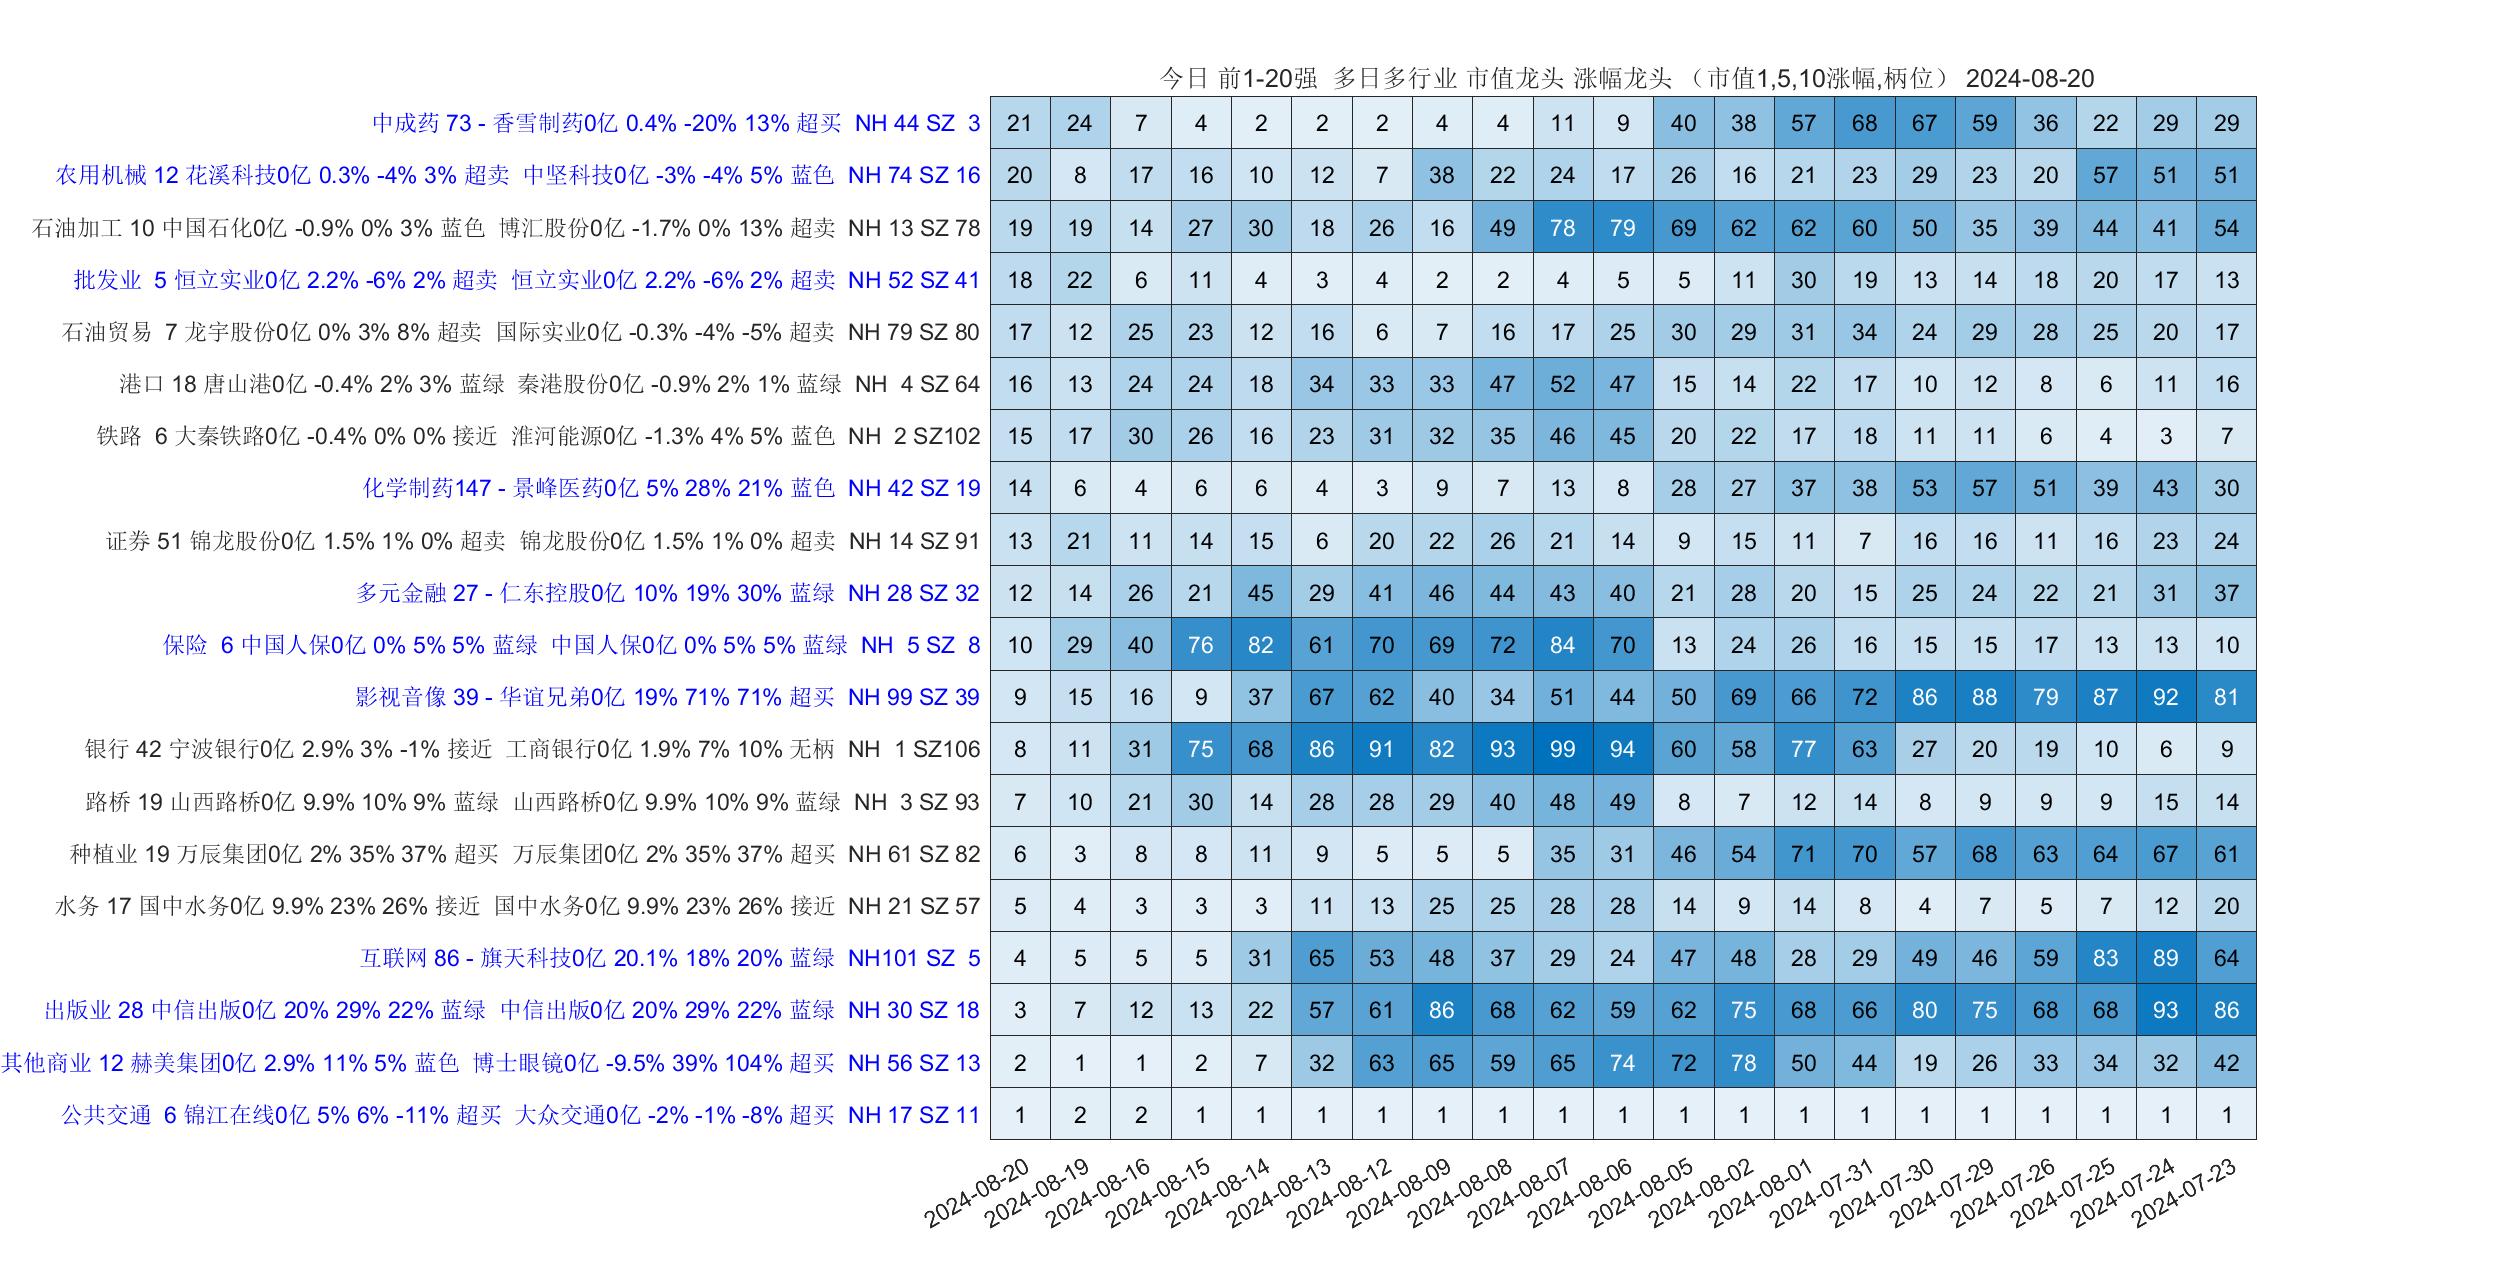 今日 前1-20强 多日多行业 市值龙头 涨幅龙头 （市值1,5,10涨幅,柄位） 2024-08-20
中成药 73 - 香雪制药0亿 0.4% -20% 13% 超买 NH 44 SZ 3 21 24 7 4 2 2 2 4 4 11 9 40 38 57 68 67 59 36 22 29 29
农用机械 12 花溪科技0亿 0.3% -4% 3% 超卖 中坚科技0亿 -3% -4% 5% 蓝色 NH 74 SZ 16 20 8 17 16 10 12 7 38 22 24 17 26 16 21 23 29 23 20 57 51 51
石油加工 10 中国石化0亿 -0.9% 0% 3% 蓝色 博汇股份0亿 -1.7% 0% 13% 超卖 NH 13 SZ 78 19 19 14 27 30 18 26 16 49 78 79 69 62 62 60 50 35 39 44 41 54
批发业 5 恒立实业0亿 2.2% -6% 2% 超卖 恒立实业0亿 2.2% -6% 2% 超卖 NH 52 SZ 41 18 22 6 11 4 3 4 2 2 4 5 5 11 30 19 13 14 18 20 17 13
石油贸易 7 龙宇股份0亿 0% 3% 8% 超卖 国际实业0亿 -0.3% -4% -5% 超卖 NH 79 SZ 80 17 12 25 23 12 16 6 7 16 17 25 30 29 31 34 24 29 28 25 20 17
港口 18 唐山港0亿 -0.4% 2% 3% 蓝绿 秦港股份0亿 -0.9% 2% 1% 蓝绿 NH 4 SZ 64 16 13 24 24 18 34 33 33 47 52 47 15 14 22 17 10 12 8 6 11 16
铁路 6 大秦铁路0亿 -0.4% 0% 0% 接近 淮河能源0亿 -1.3% 4% 5% 蓝色 NH 2 SZ102 15 17 30 26 16 23 31 32 35 46 45 20 22 17 18 11 11 6 4 3 7
化学制药147 - 景峰医药0亿 5% 28% 21% 蓝色 NH 42 SZ 19 14 6 4 6 6 4 3 9 7 13 8 28 27 37 38 53 57 51 39 43 30
证券 51 锦龙股份0亿 1.5% 1% 0% 超卖 锦龙股份0亿 1.5% 1% 0% 超卖 NH 14 SZ 91 13 21 11 14 15 6 20 22 26 21 14 9 15 11 7 16 16 11 16 23 24
多元金融 27 - 仁东控股0亿 10% 19% 30% 蓝绿 NH 28 SZ 32 12 14 26 21 45 29 41 46 44 43 40 21 28 20 15 25 24 22 21 31 37
保险 6 中国人保0亿 0% 5% 5% 蓝绿 中国人保0亿 0% 5% 5% 蓝绿 NH 5 SZ 8 10 29 40 76 82 61 70 69 72 84 70 13 24 26 16 15 15 17 13 13 10
影视音像 39 - 华谊兄弟0亿 19% 71% 71% 超买 NH 99 SZ 39 9 15 16 9 37 67 62 40 34 51 44 50 69 66 72 86 88 79 87 92 81
银行 42 宁波银行0亿 2.9% 3% -1% 接近 工商银行0亿 1.9% 7% 10% 无柄 NH 1 SZ106 8 11 31 75 68 86 91 82 93 99 94 60 58 77 63 27 20 19 10 6 9
路桥 19 山西路桥0亿 9.9% 10% 9% 蓝绿 山西路桥0亿 9.9% 10% 9% 蓝绿 NH 3 SZ 93 7 10 21 30 14 28 28 29 40 48 49 8 7 12 14 8 9 9 9 15 14
种植业 19 万辰集团0亿 2% 35% 37% 超买 万辰集团0亿 2% 35% 37% 超买 NH 61 SZ 82 6 3 8 8 11 9 5 5 5 35 31 46 54 71 70 57 68 63 64 67 61
水务 17 国中水务0亿 9.9% 23% 26% 接近 国中水务0亿 9.9% 23% 26% 接近 NH 21 SZ 57 5 4 3 3 3 11 13 25 25 28 28 14 9 14 8 4 7 5 7 12 20
互联网 86 - 旗天科技0亿 20.1% 18% 20% 蓝绿 NH101 SZ 5 4 5 5 5 31 65 53 48 37 29 24 47 48 28 29 49 46 59 83 89 64
出版业 28 中信出版0亿 20% 29% 22% 蓝绿 中信出版0亿 20% 29% 22% 蓝绿 NH 30 SZ 18 3 7 12 13 22 57 61 86 68 62 59 62 75 68 66 80 75 68 68 93 86
其他商业 12 赫美集团0亿 2.9% 11% 5% 蓝色 博士眼镜0亿 -9.5% 39% 104% 超买 NH 56 SZ 13 2 1 1 2 7 32 63 65 59 65 74 72 78 50 44 19 26 33 34 32 42
公共交通 6 锦江在线0亿 5% 6% -11% 超买 大众交通0亿 -2% -1% -8% 超买 NH 17 SZ 11 1 2 2 1 1 1 1 1 1 1 1 1 1 1 1 1 1 1 1 1 1
2024-08-20 2024-08-19 2024-08-16 2024-08-15 2024-08-14 2024-08-13 2024-08-12 2024-08-09 2024-08-08 2024-08-07 2024-08-06 2024-08-05 2024-08-02 2024-08-01 2024-07-31 2024-07-30 2024-07-29 2024-07-26 2024-07-25 2024-07-24 2024-07-23